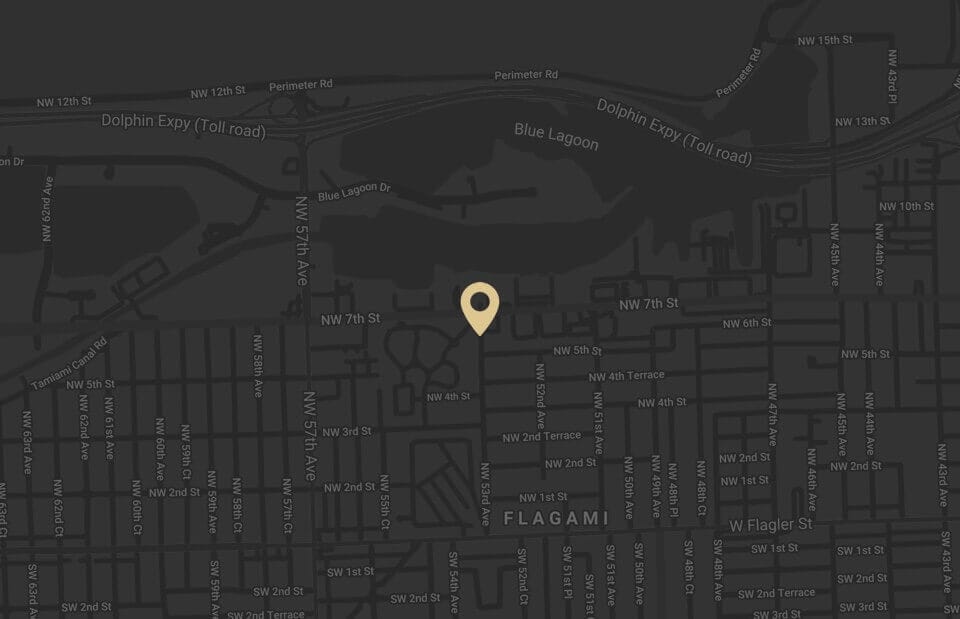 NW 15th St
Perimeter Rd
Perimeter Rd
Perimeter Rd
NW 43rd Pl
NW 12th St
NW 12th St
Dolphin Expy (Toll road)
Dolphin Expy (Toll road)
NW 13th St
Blue Lagoon
on Dr
Blue Lagoon Dr
NW 62nd Ave
NW 57th Ave
NW 10th St
NW 45th Ave
NW 44th Ave
NW 7th St
NW 7th St
NW 6th St
Tamiami Canal Rd
NW 58th Ave
NW 5th St
NW 5th St
NW 5th St
NW 4th Terrace
NW 4th St
NW 4th St
NW 52nd Ave
NW 51st Ave
NW 47th Ave
NW 45th Ave
NW 44th Ave
NW 63rd Ave
NW 62nd Ave
NW 61st Ave
NW 60th Ave
NW 59th Ct
NW 57th Ave
NW 3rd St
NW 2nd Terrace
NW 2nd St
NW 2nd St
NW 2nd St
NW 2nd St
NW 2nd St
NW 1st St
NW 1st St
NW 63rd Ct
NW 62nd Ct
NW 60th Ct
NW 59th Ave
NW 58th Ct
NW 57th Ct
NW 55th Ct
NW 53rd Ave
NW 50th Ave
NW 49th Ave
NW 48th Pl
NW 48th Ct
NW 46th Ave
NW 43rd Ave
FLAGAMI
W Flagler St
SW 1st St
SW 1st St
SW 1st St
SW 63rd Ave
SW 59th Ave
SW 54th Ave
SW 52nd Ct
SW 51st Pl
SW 51st Ct
SW 51st Ave
SW 50th Ave
SW 48th Ct
SW 48th Ave
SW 43rd Ave
SW 2nd St
SW 2nd St
SW 2nd St
SW 2nd St
SW 2nd Terrace
SW 2nd Terrace
SW 3rd St
SW 3rd St